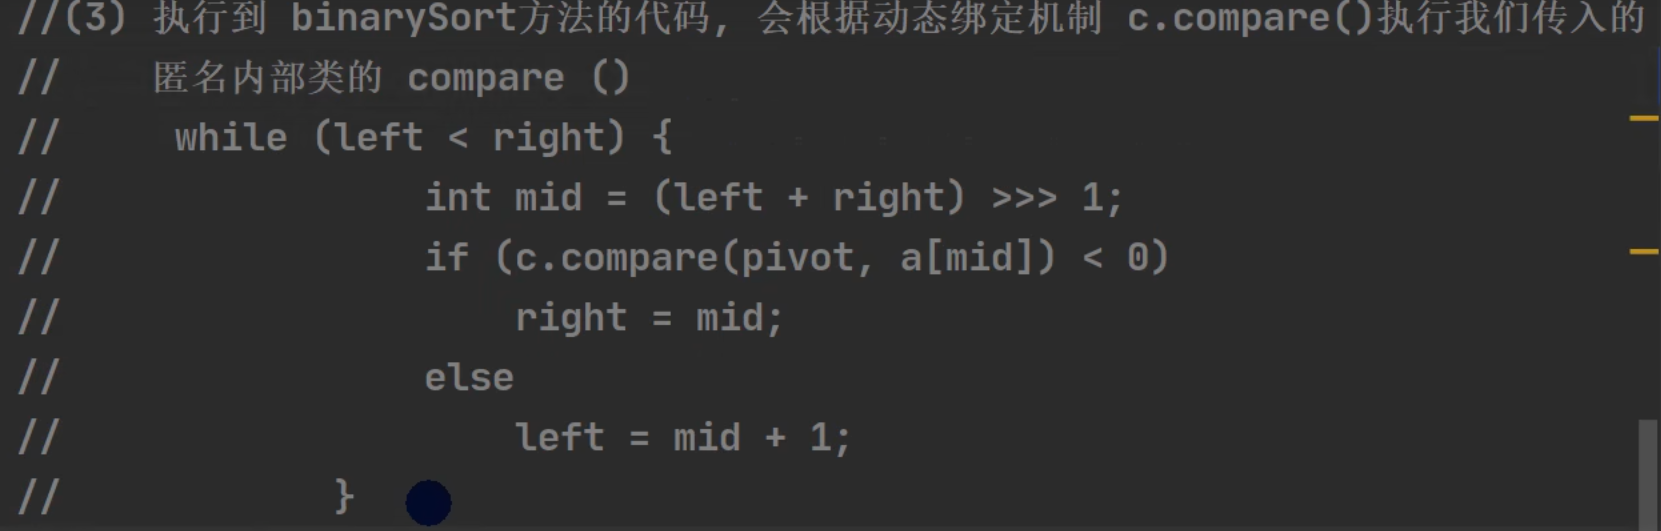 //(3) 执行到 binarySort方法的代码, 会根据动态绑定机制 c.compare()执行我们传入的
//    匿名内部类的 compare ()
//     while (left < right) {
//                int mid = (left + right) >>> 1;
//                if (c.compare(pivot, a[mid]) < 0)
//                    right = mid;
//                else
//                    left = mid + 1;
//            }